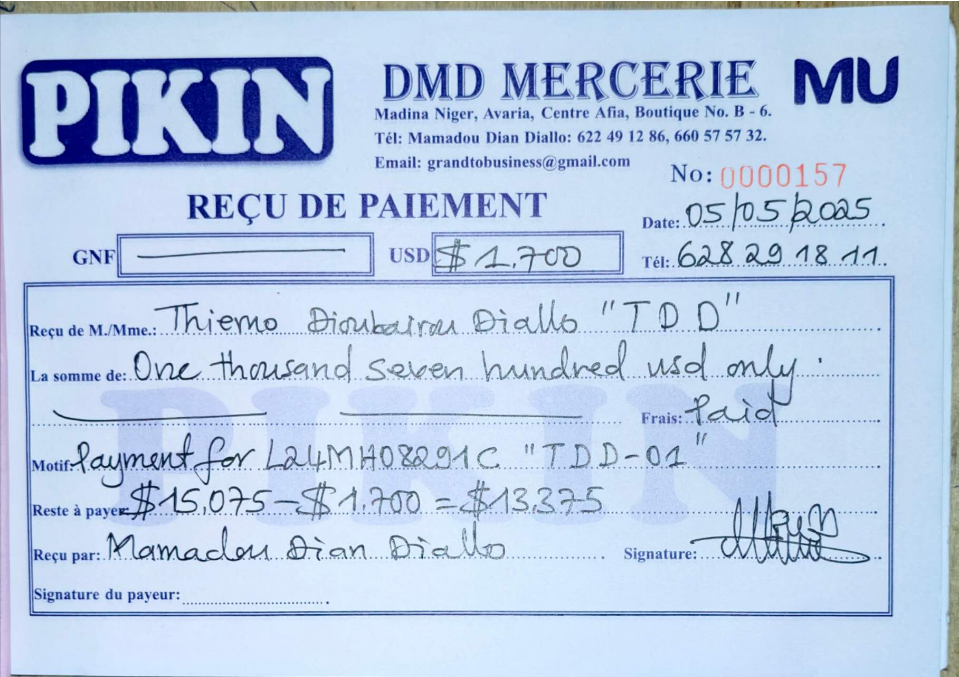 PIKIN
DMD MERCERIE
MU
Madina Niger, Avaria, Centre Afia, Boutique No. B - 6.
Tél: Mamadou Dian Diallo: 622 49 12 86, 660 57 57 32.
Email: grandtobusiness@gmail.com
No: 0000157
REÇU DE PAIEMENT
Date: 05/05/2025
GNF
USD $ 1,700
Tél: 628 29 18 11.
Reçu de M./Mme.: Thierno Dioubairou Diallo "T D D"
La somme de: One thousand seven hundred usd only.
Frais: Paid
Motif: Payment for L24MH08291C "TDD-01"
Reste à payer: $15,075 - $1,700 = $13,375
Reçu par: Mamadou Dian Diallo
Signature:
Signature du payeur:
PIKIN